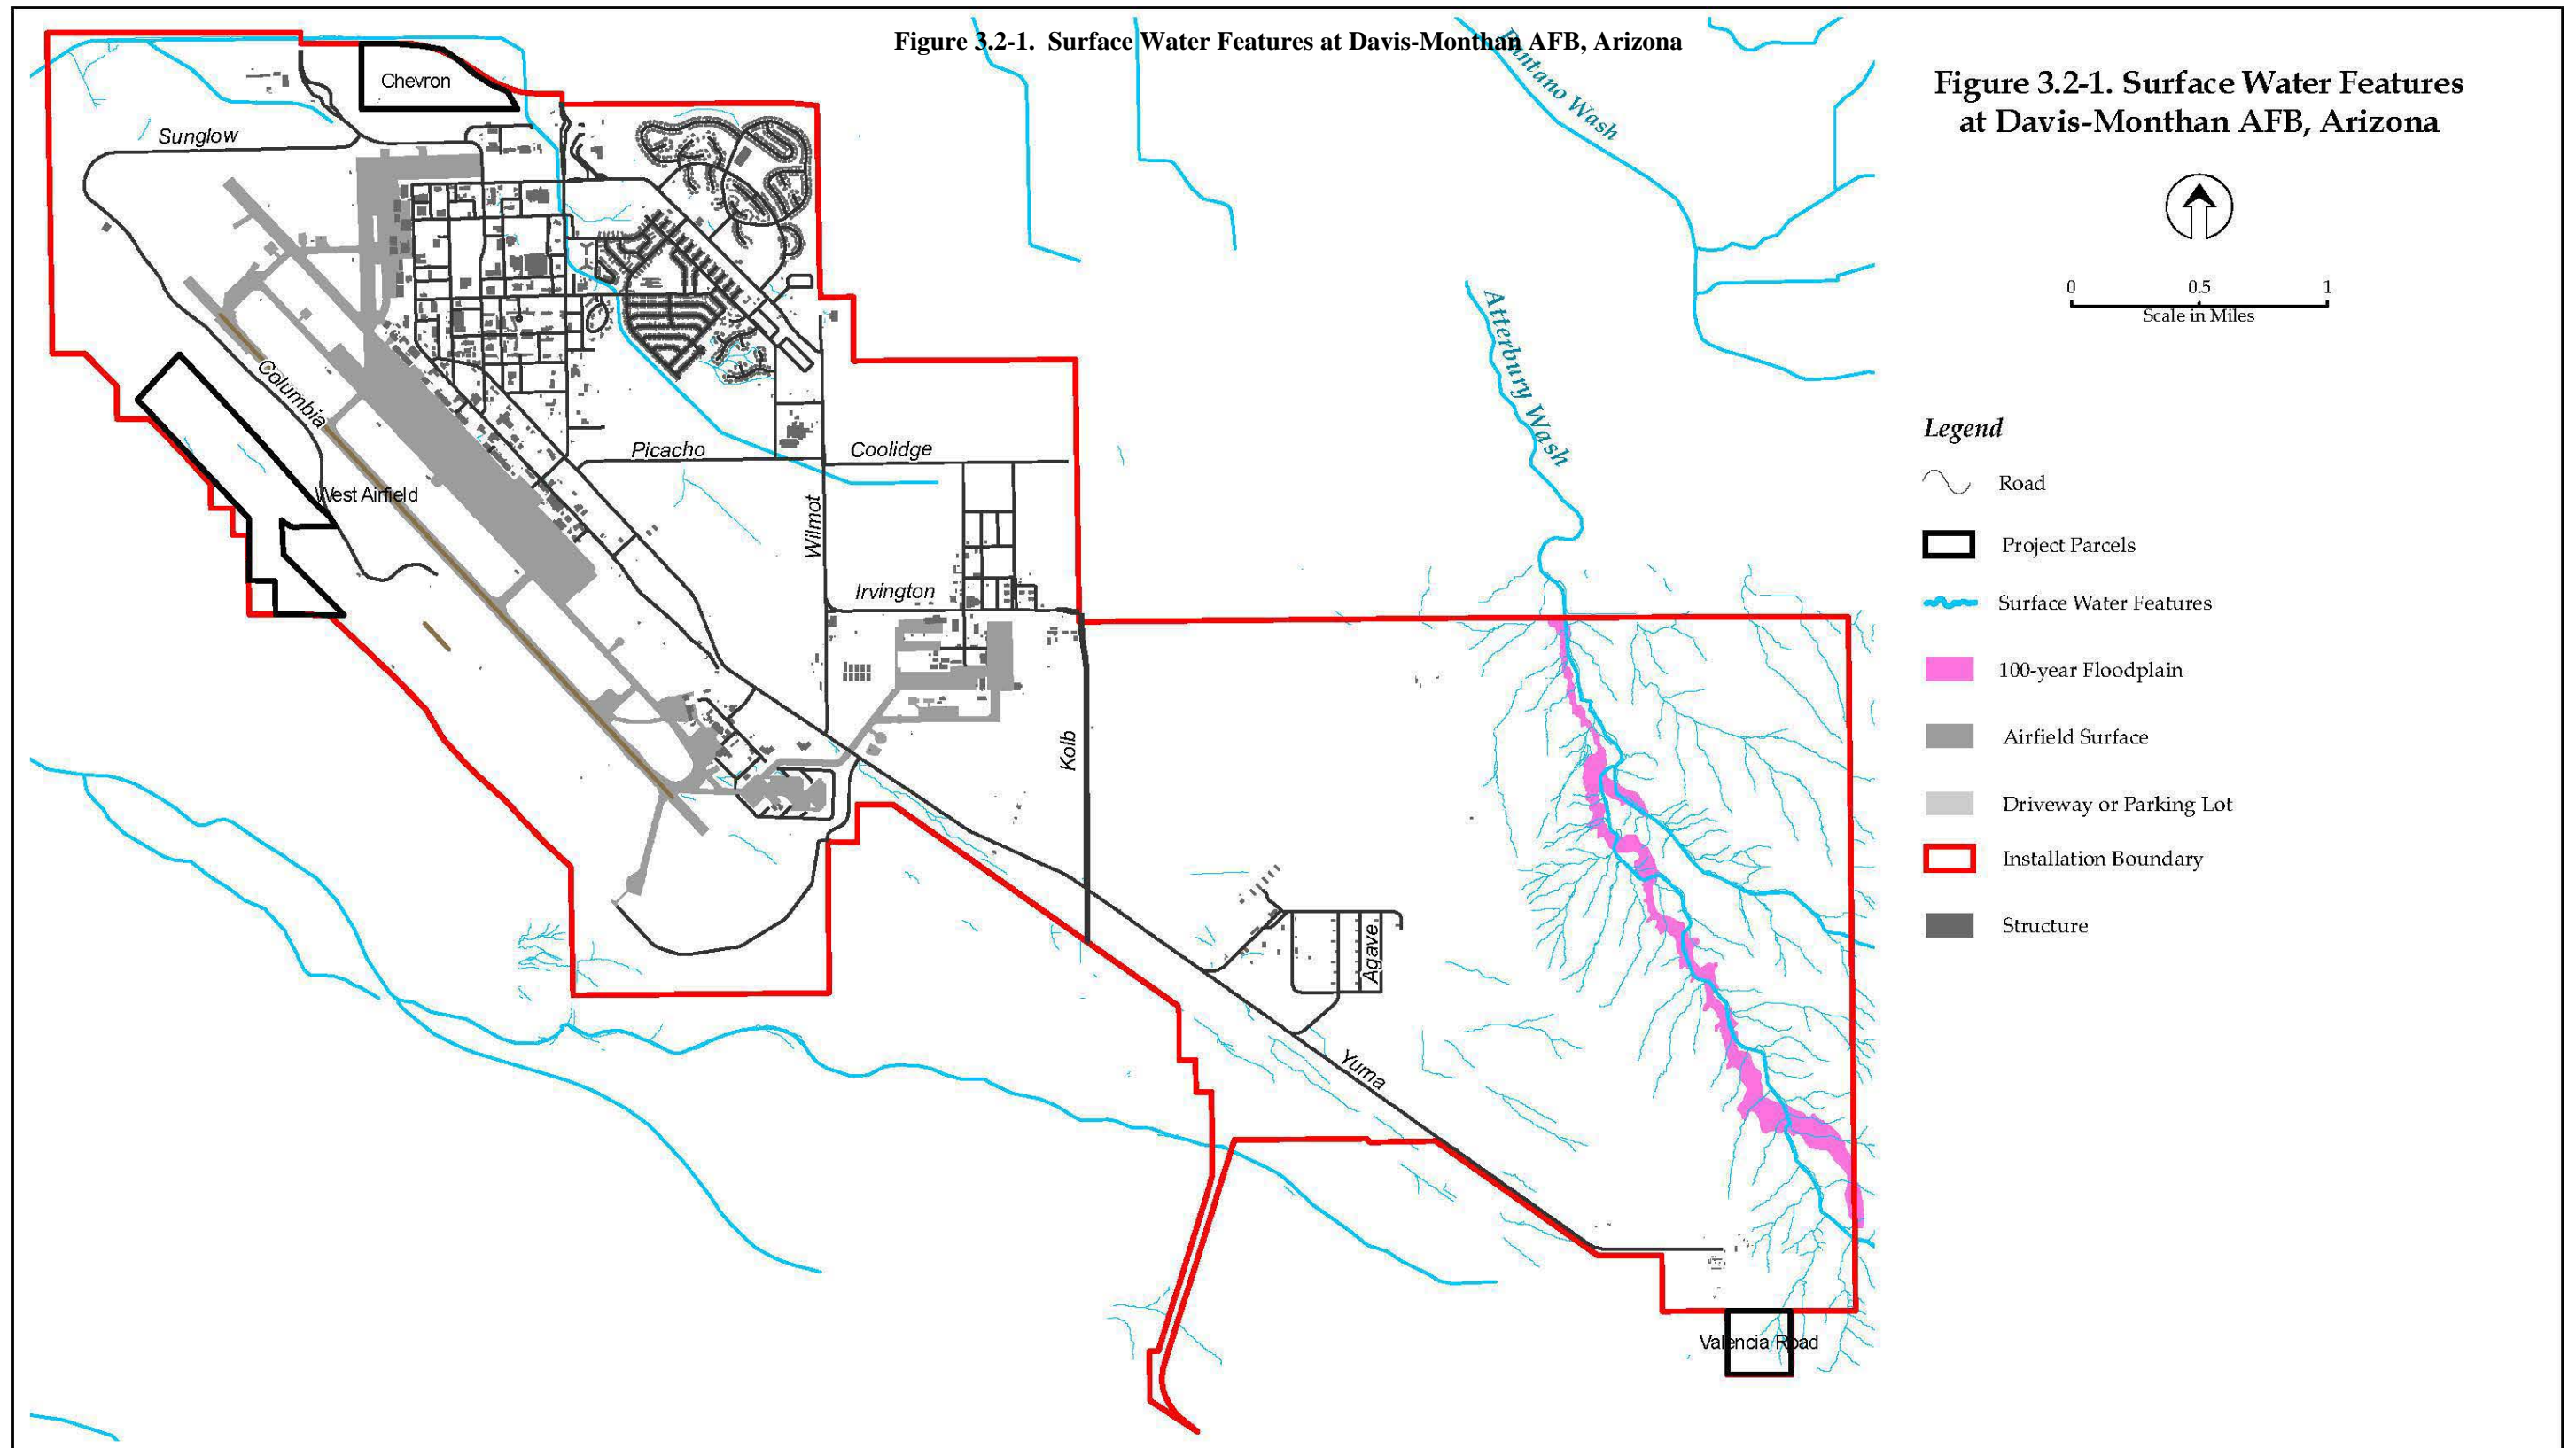 Figure 3.2-1. Surface Water Features at Davis-Monthan AFB, Arizona
Figure 3.2-1. Surface Water Features
at Davis-Monthan AFB, Arizona
0 0.5 1
Scale in Miles
Legend
Road
Project Parcels
Surface Water Features
100-year Floodplain
Airfield Surface
Driveway or Parking Lot
Installation Boundary
Structure
Pantano Wash
Chevron
Sunglow
Atterbury Wash
Columbia
Picacho
Coolidge
West Airfield
Wilmot
Irvington
Kolb
Agave
Yuma
Valencia Road